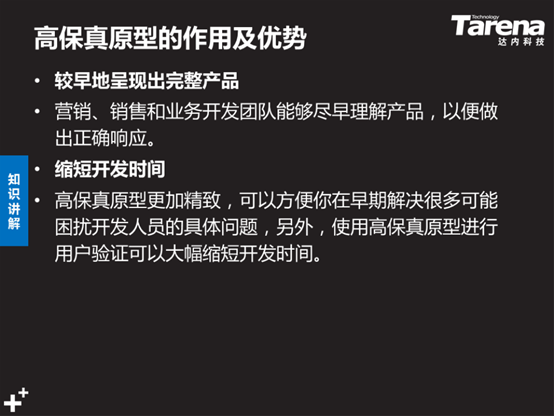 高保真原型的作用及优势
Technology
Tarena
达内科技
• 较早地呈现出完整产品
• 营销、销售和业务开发团队能够尽早理解产品，以便做
出正确响应。
• 缩短开发时间
• 高保真原型更加精致，可以方便你在早期解决很多可能
困扰开发人员的具体问题，另外，使用高保真原型进行
用户验证可以大幅缩短开发时间。
知识讲解